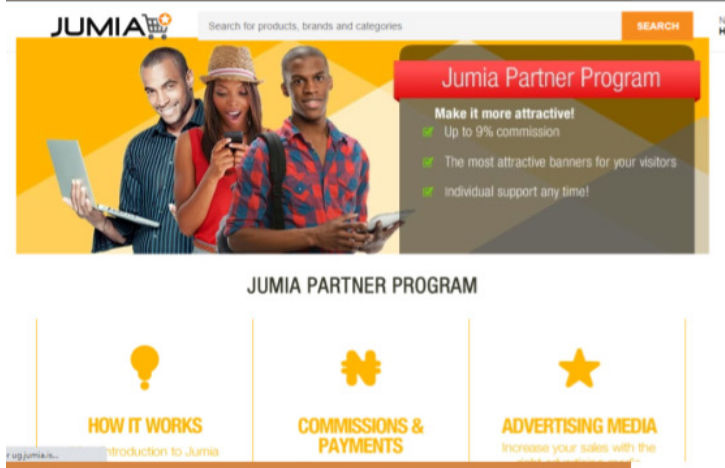 JUMIA
Search for products, brands and categories
SEARCH
N
H
Jumia Partner Program
Make it more attractive!
Up to 9% commission
The most attractive banners for your visitors
Individual support any time!
JUMIA PARTNER PROGRAM
HOW IT WORKS
COMMISSIONS &
PAYMENTS
ADVERTISING MEDIA
ntroduction to Jumia
Increase your sales with the
r ug.jumia.is...